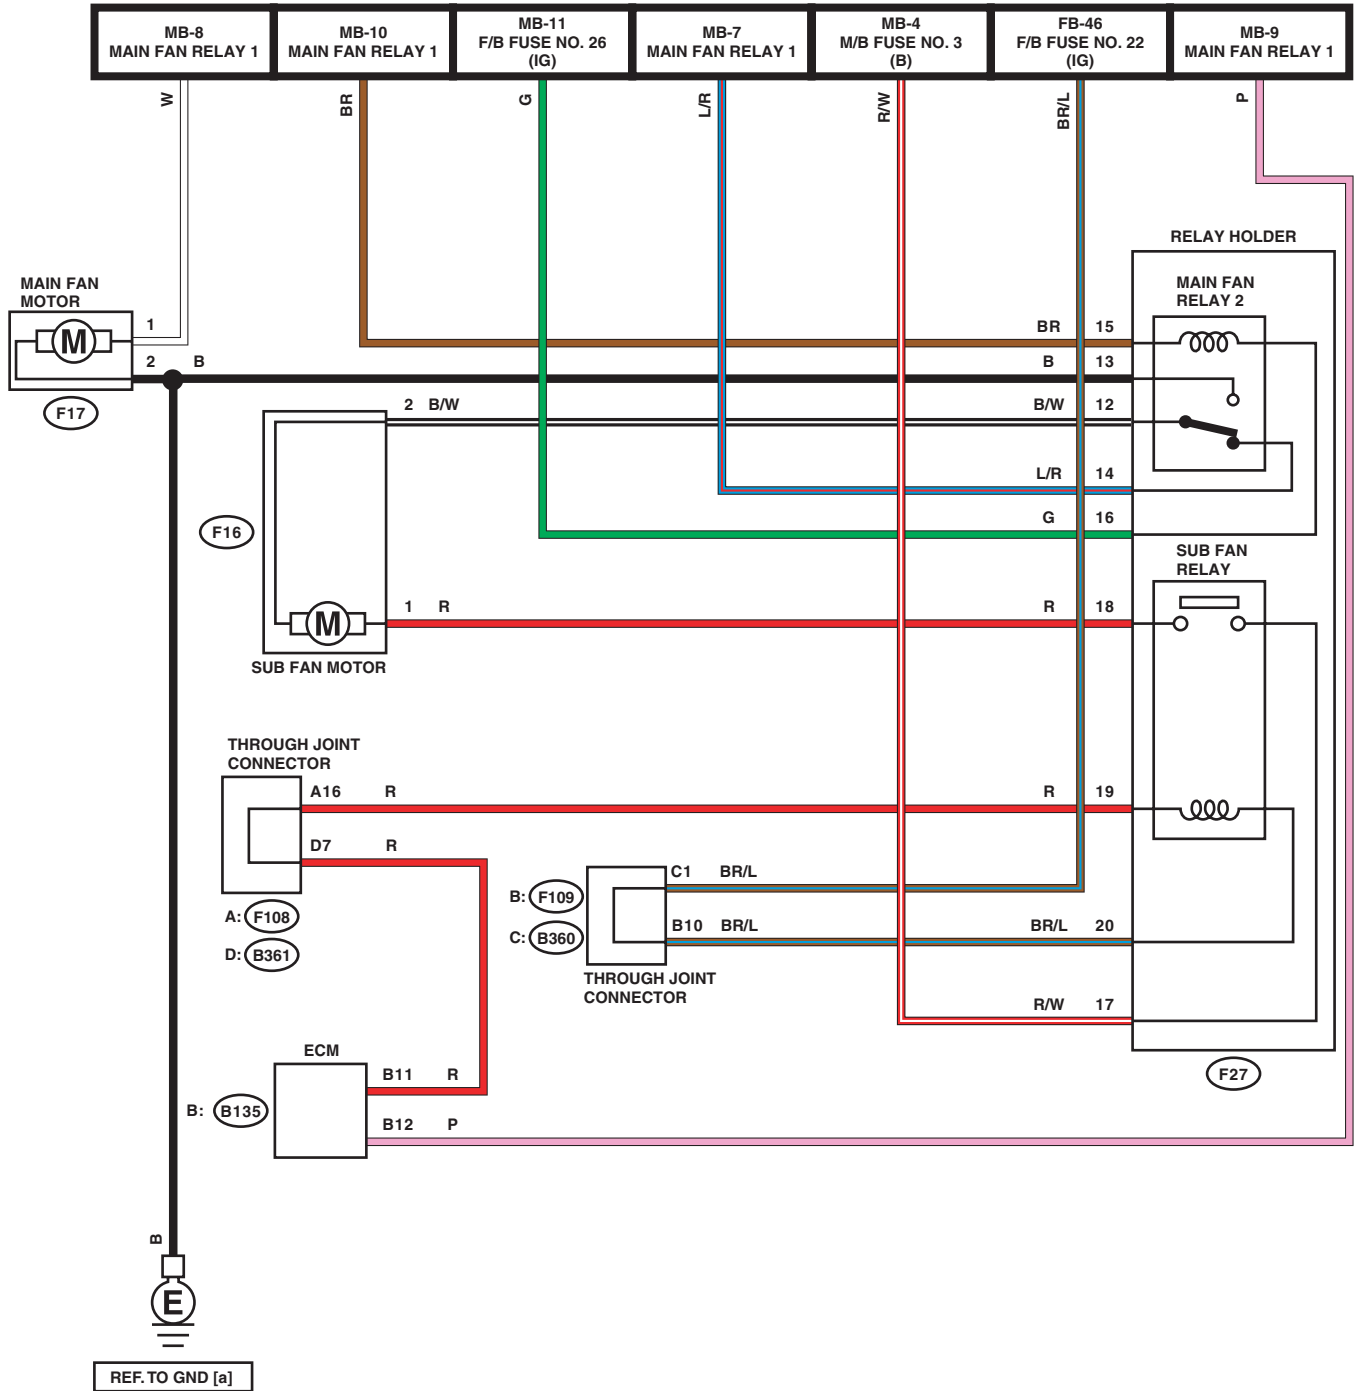 MB-8
MAIN FAN RELAY 1
MB-10
MAIN FAN RELAY 1
MB-11
F/B FUSE NO. 26
(IG)
MB-7
MAIN FAN RELAY 1
MB-4
M/B FUSE NO. 3
(B)
FB-46
F/B FUSE NO. 22
(IG)
MB-9
MAIN FAN RELAY 1
W
BR
G
L/R
R/W
BR/L
P
RELAY HOLDER
MAIN FAN
MOTOR
MAIN FAN
RELAY 2
M
1
2 B
F17
BR 15
B 13
2 B/W
B/W 12
L/R 14
G 16
F16
SUB FAN
RELAY
M
1 R
R 18
SUB FAN MOTOR
THROUGH JOINT
CONNECTOR
A16 R
R 19
D7 R
A: F108
D: B361
C1 BR/L
B: F109
B10 BR/L
BR/L 20
C: B360
THROUGH JOINT
CONNECTOR
R/W 17
ECM
B11 R
B: B135
B12 P
F27
B
E
REF. TO GND [a]